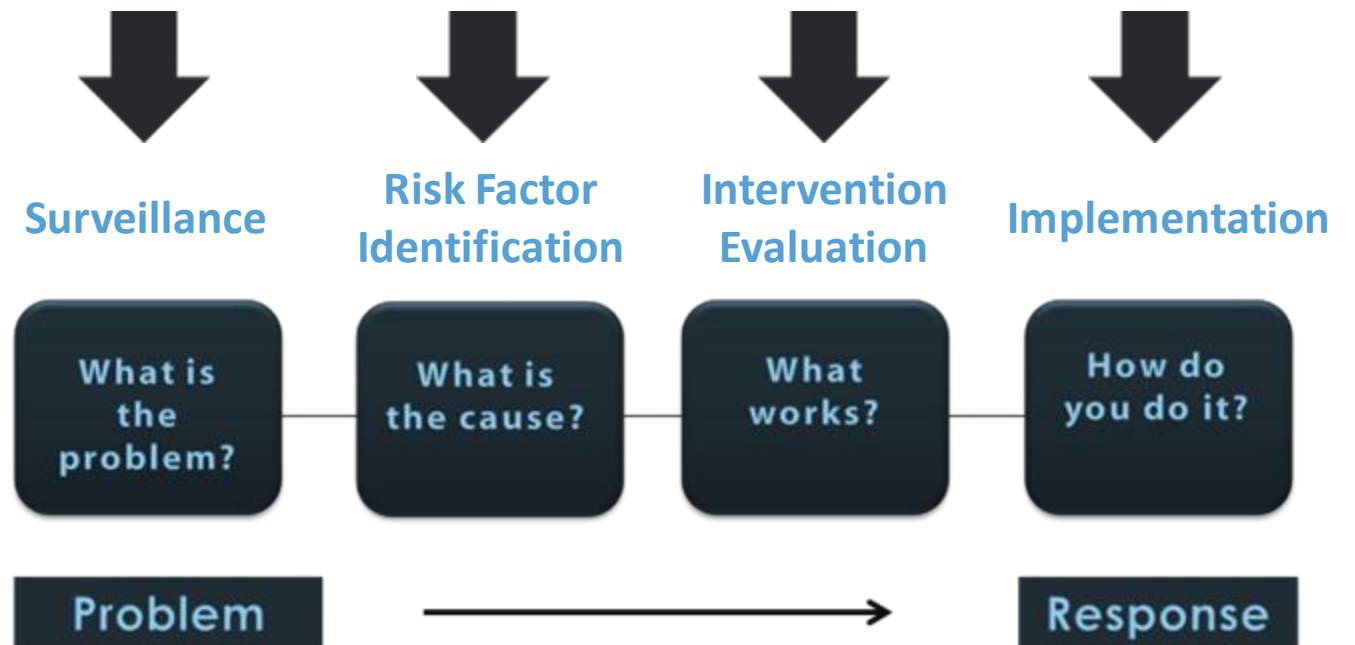 Surveillance
Risk Factor
Identification
Intervention
Evaluation
Implementation
What is
the
problem?
What is
the cause?
What
works?
How do
you do it?
Problem
Response